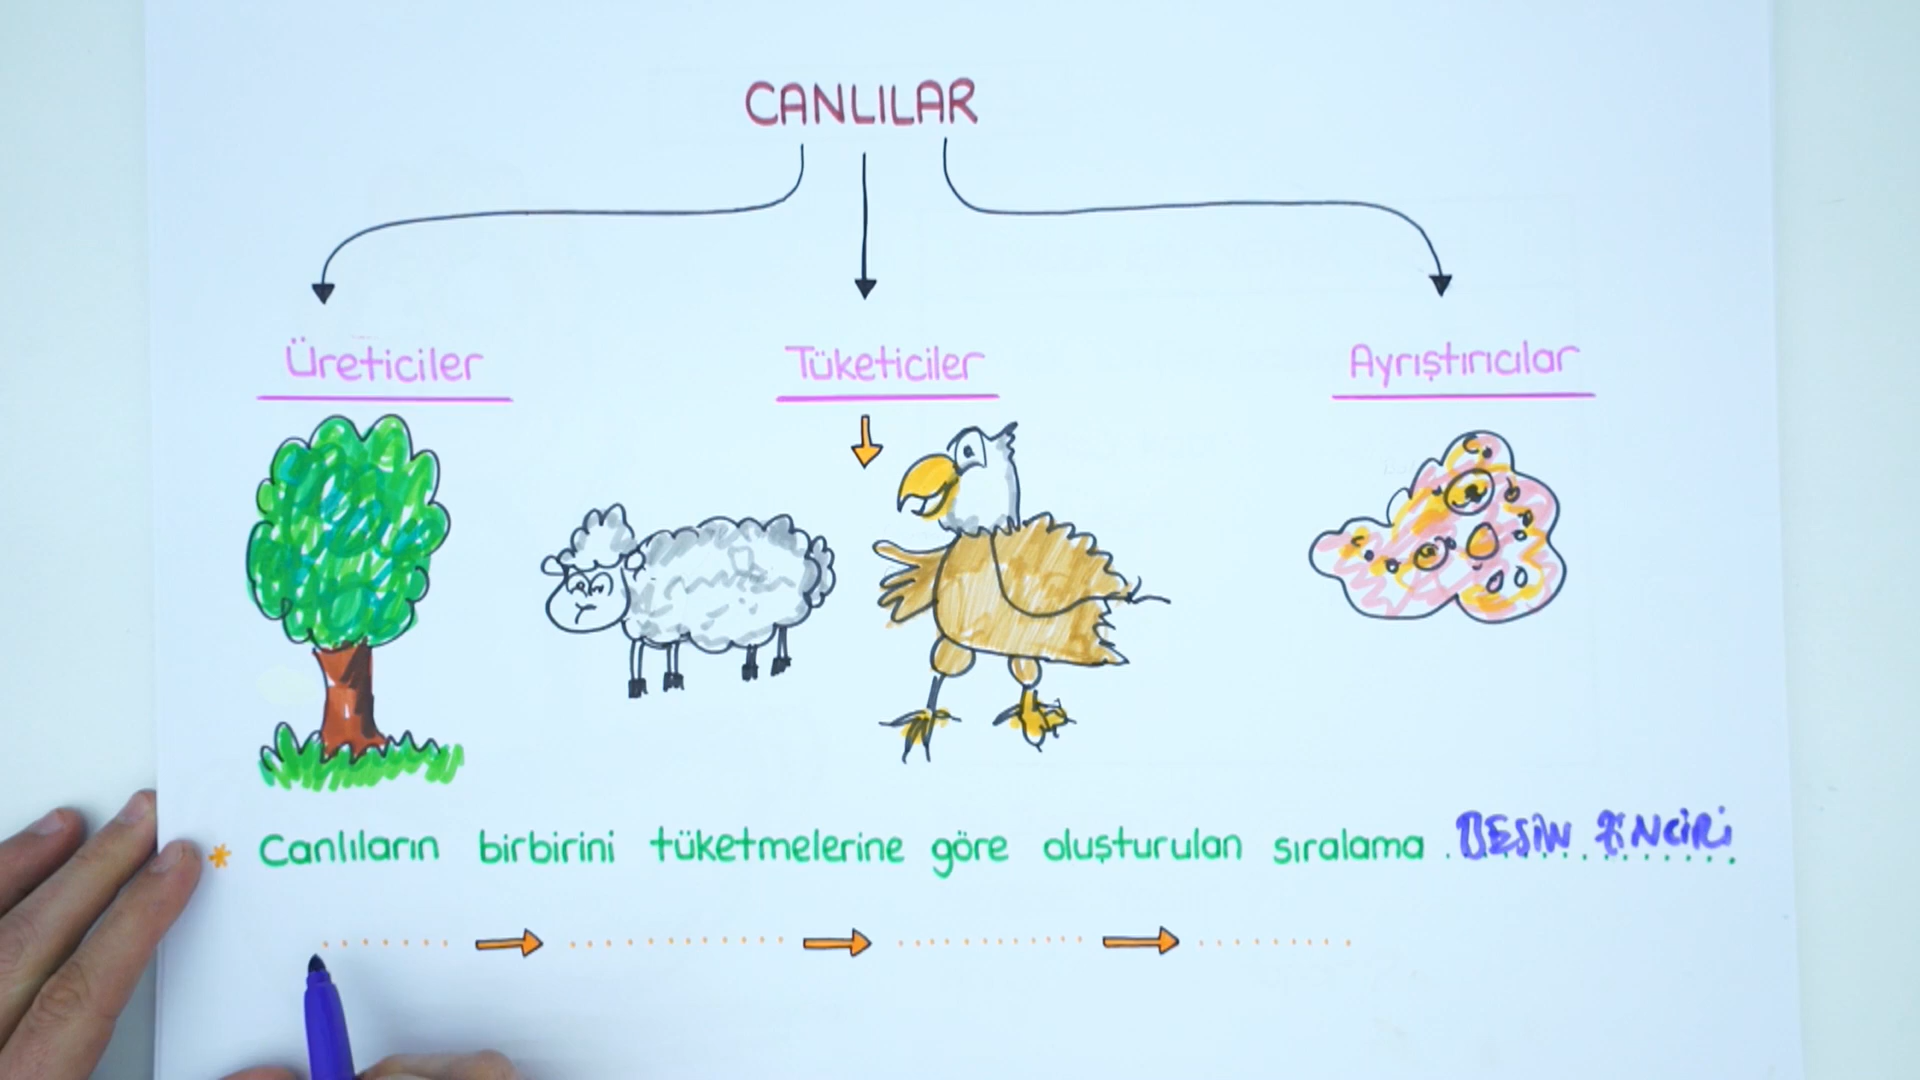 CANLILAR
Üreticiler
Tüketiciler
Ayrıştırıcılar
* Canlıların birbirini tüketmelerine göre oluşturulan sıralama BESİN ZİNCİRİ